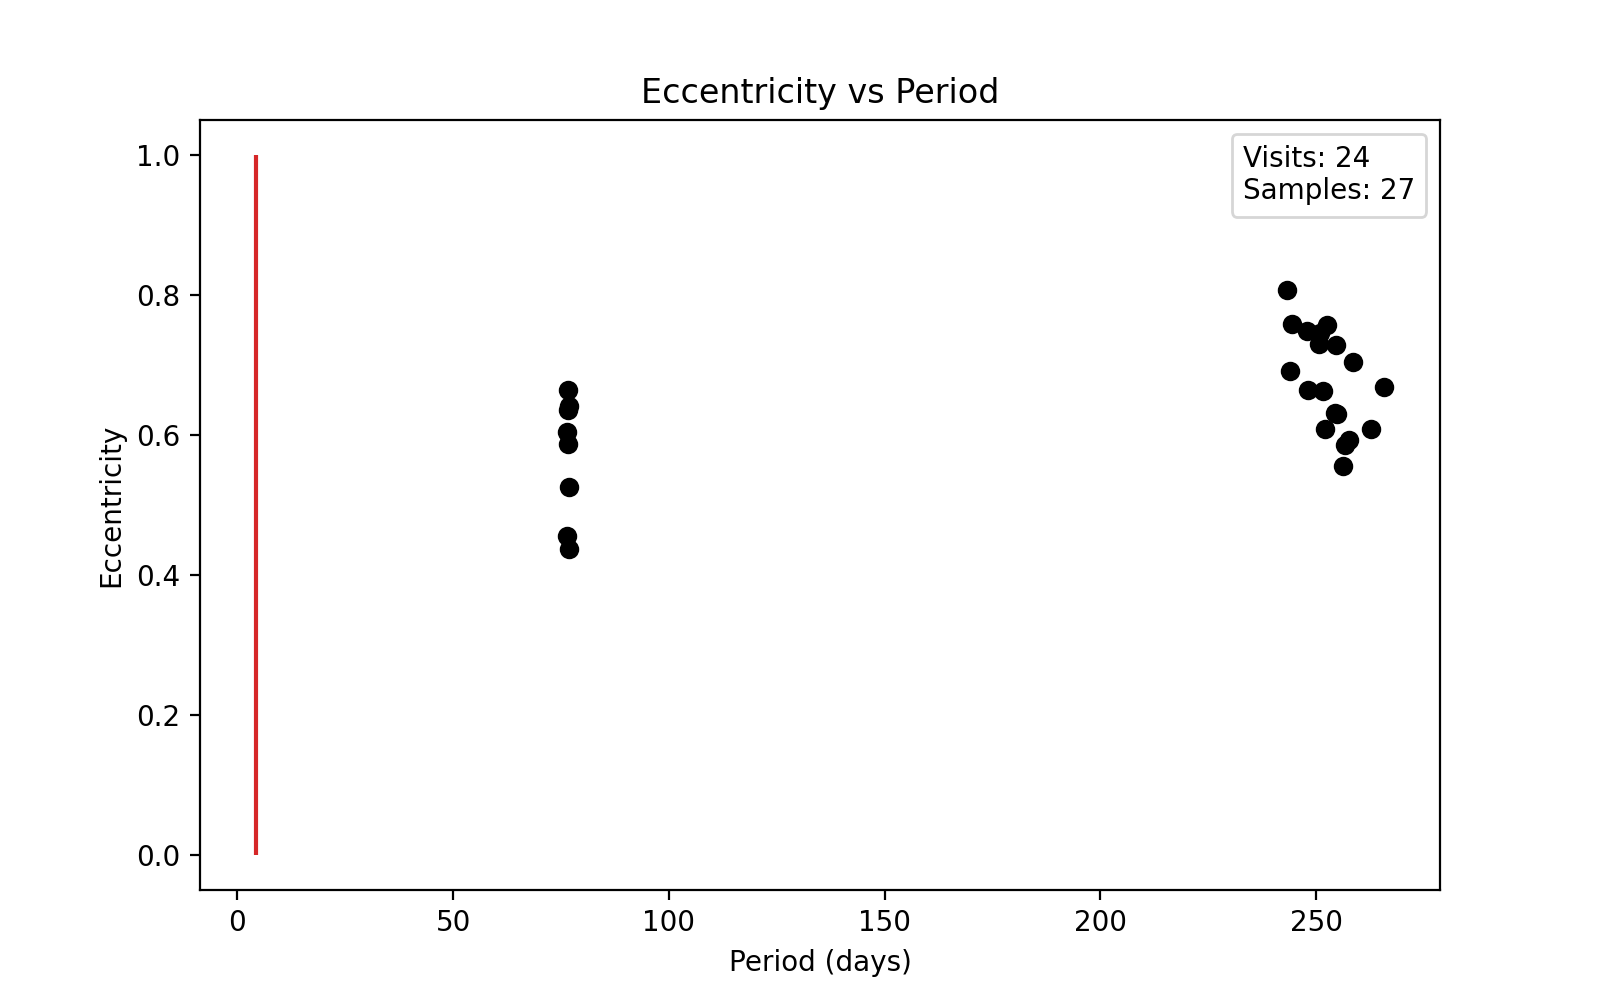 Eccentricity vs Period
Visits: 24
Samples: 27
1.0
0.8
0.6
0.4
0.2
0.0
Eccentricity
0 50 100 150 200 250
Period (days)